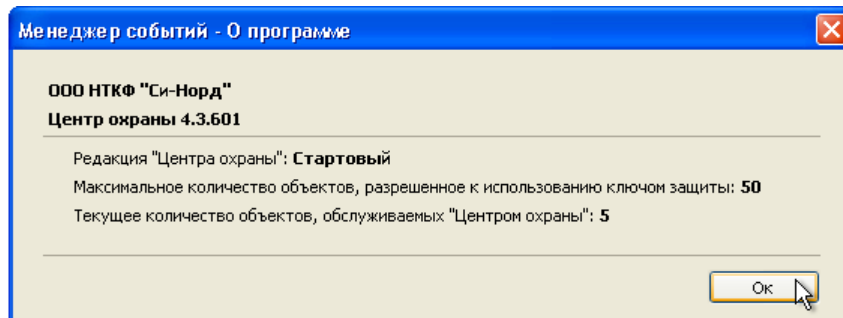 Менеджер событий - О программе
ООО НТКФ "Си-Норд"
Центр охраны 4.3.601
Редакция "Центра охраны": Стартовый
Максимальное количество объектов, разрешенное к использованию ключом защиты: 50
Текущее количество объектов, обслуживаемых "Центром охраны": 5
Ок